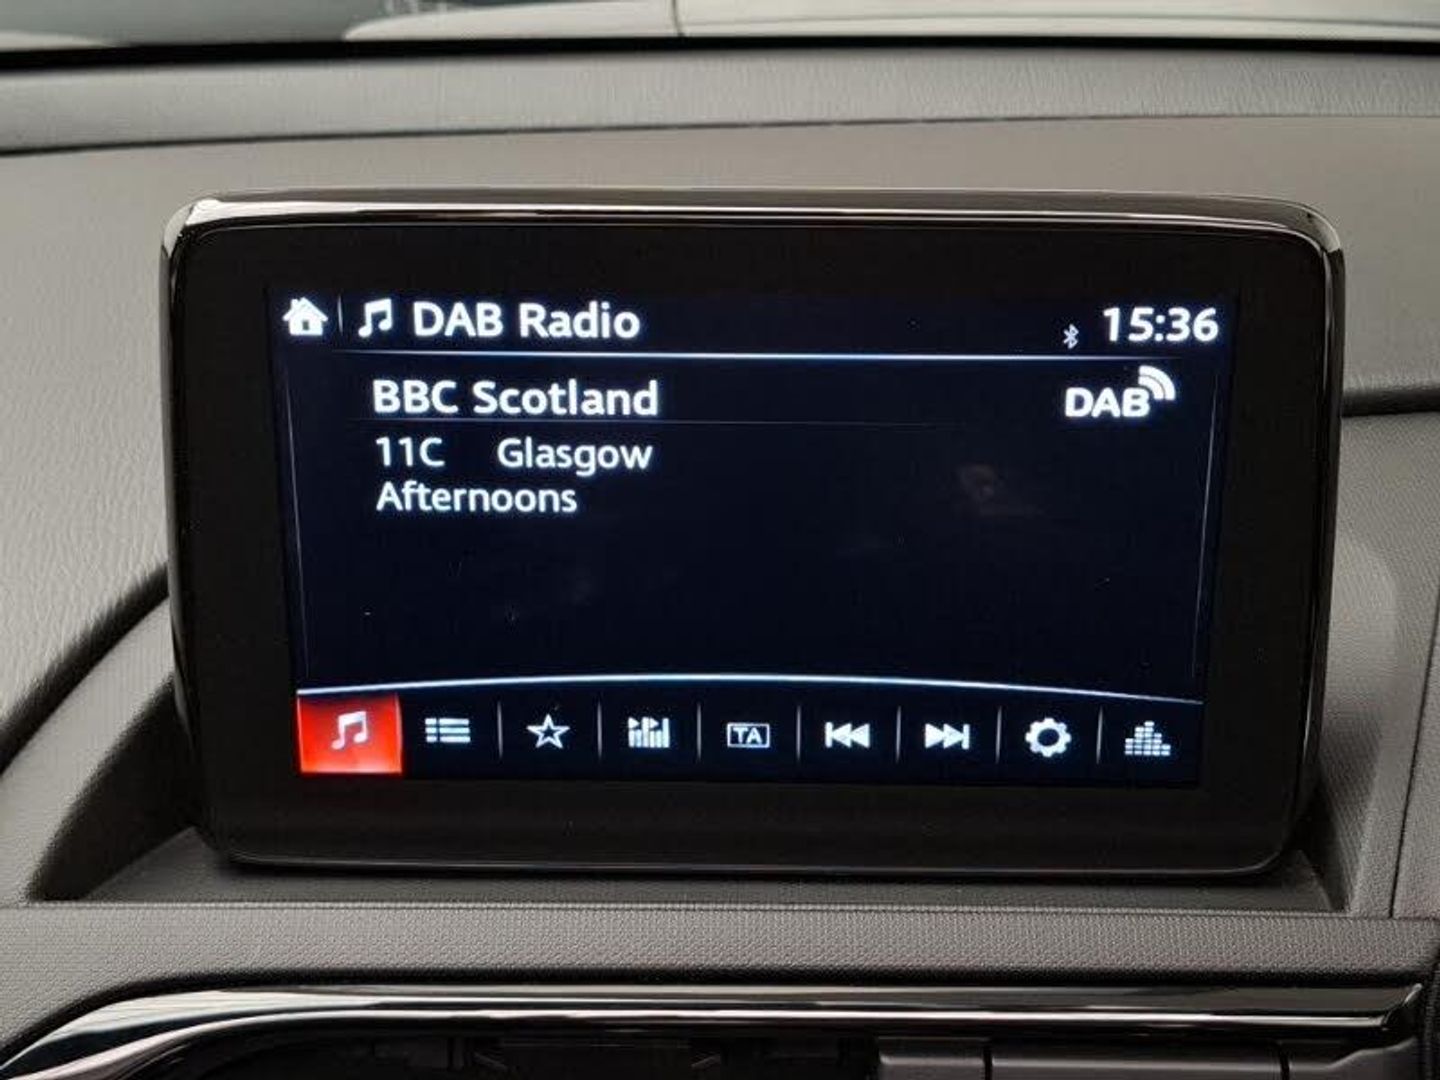 DAB Radio 15:36
BBC Scotland DAB
11C Glasgow
Afternoons
TA